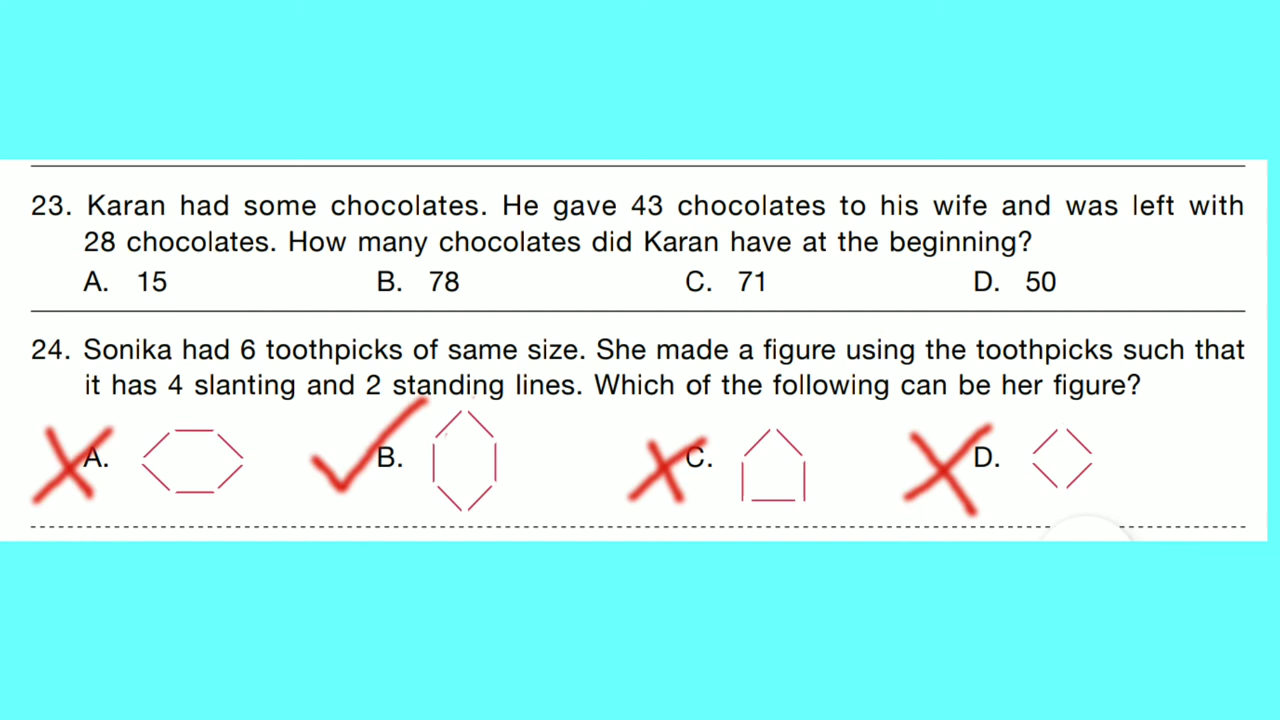 23. Karan had some chocolates. He gave 43 chocolates to his wife and was left with
28 chocolates. How many chocolates did Karan have at the beginning?
A. 15 B. 78 C. 71 D. 50
24. Sonika had 6 toothpicks of same size. She made a figure using the toothpicks such that
it has 4 slanting and 2 standing lines. Which of the following can be her figure?
A. B. C. D.